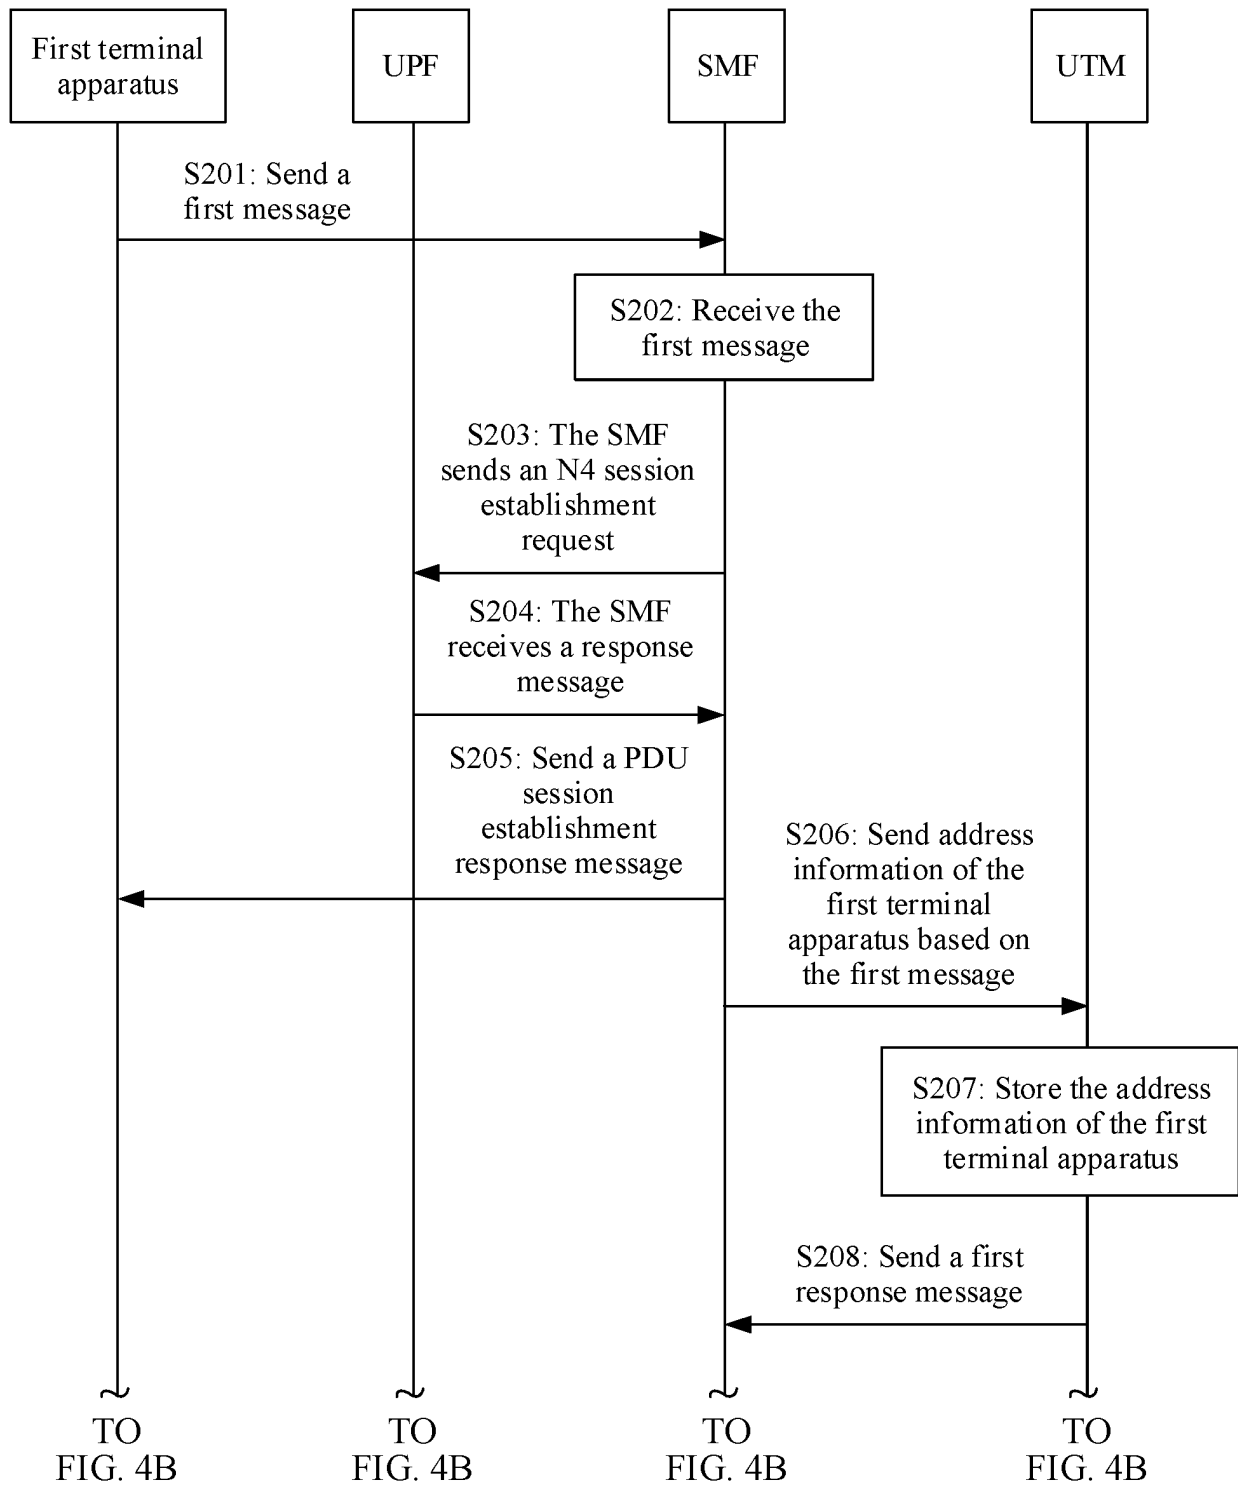 First terminal
apparatus
UPF
SMF
UTM
S201: Send a
first message
S202: Receive the
first message
S203: The SMF
sends an N4 session
establishment
request
S204: The SMF
receives a response
message
S205: Send a PDU
session
establishment
response message
S206: Send address
information of the
first terminal
apparatus based on
the first message
S207: Store the address
information of the first
terminal apparatus
S208: Send a first
response message
TO
FIG. 4B
TO
FIG. 4B
TO
FIG. 4B
TO
FIG. 4B